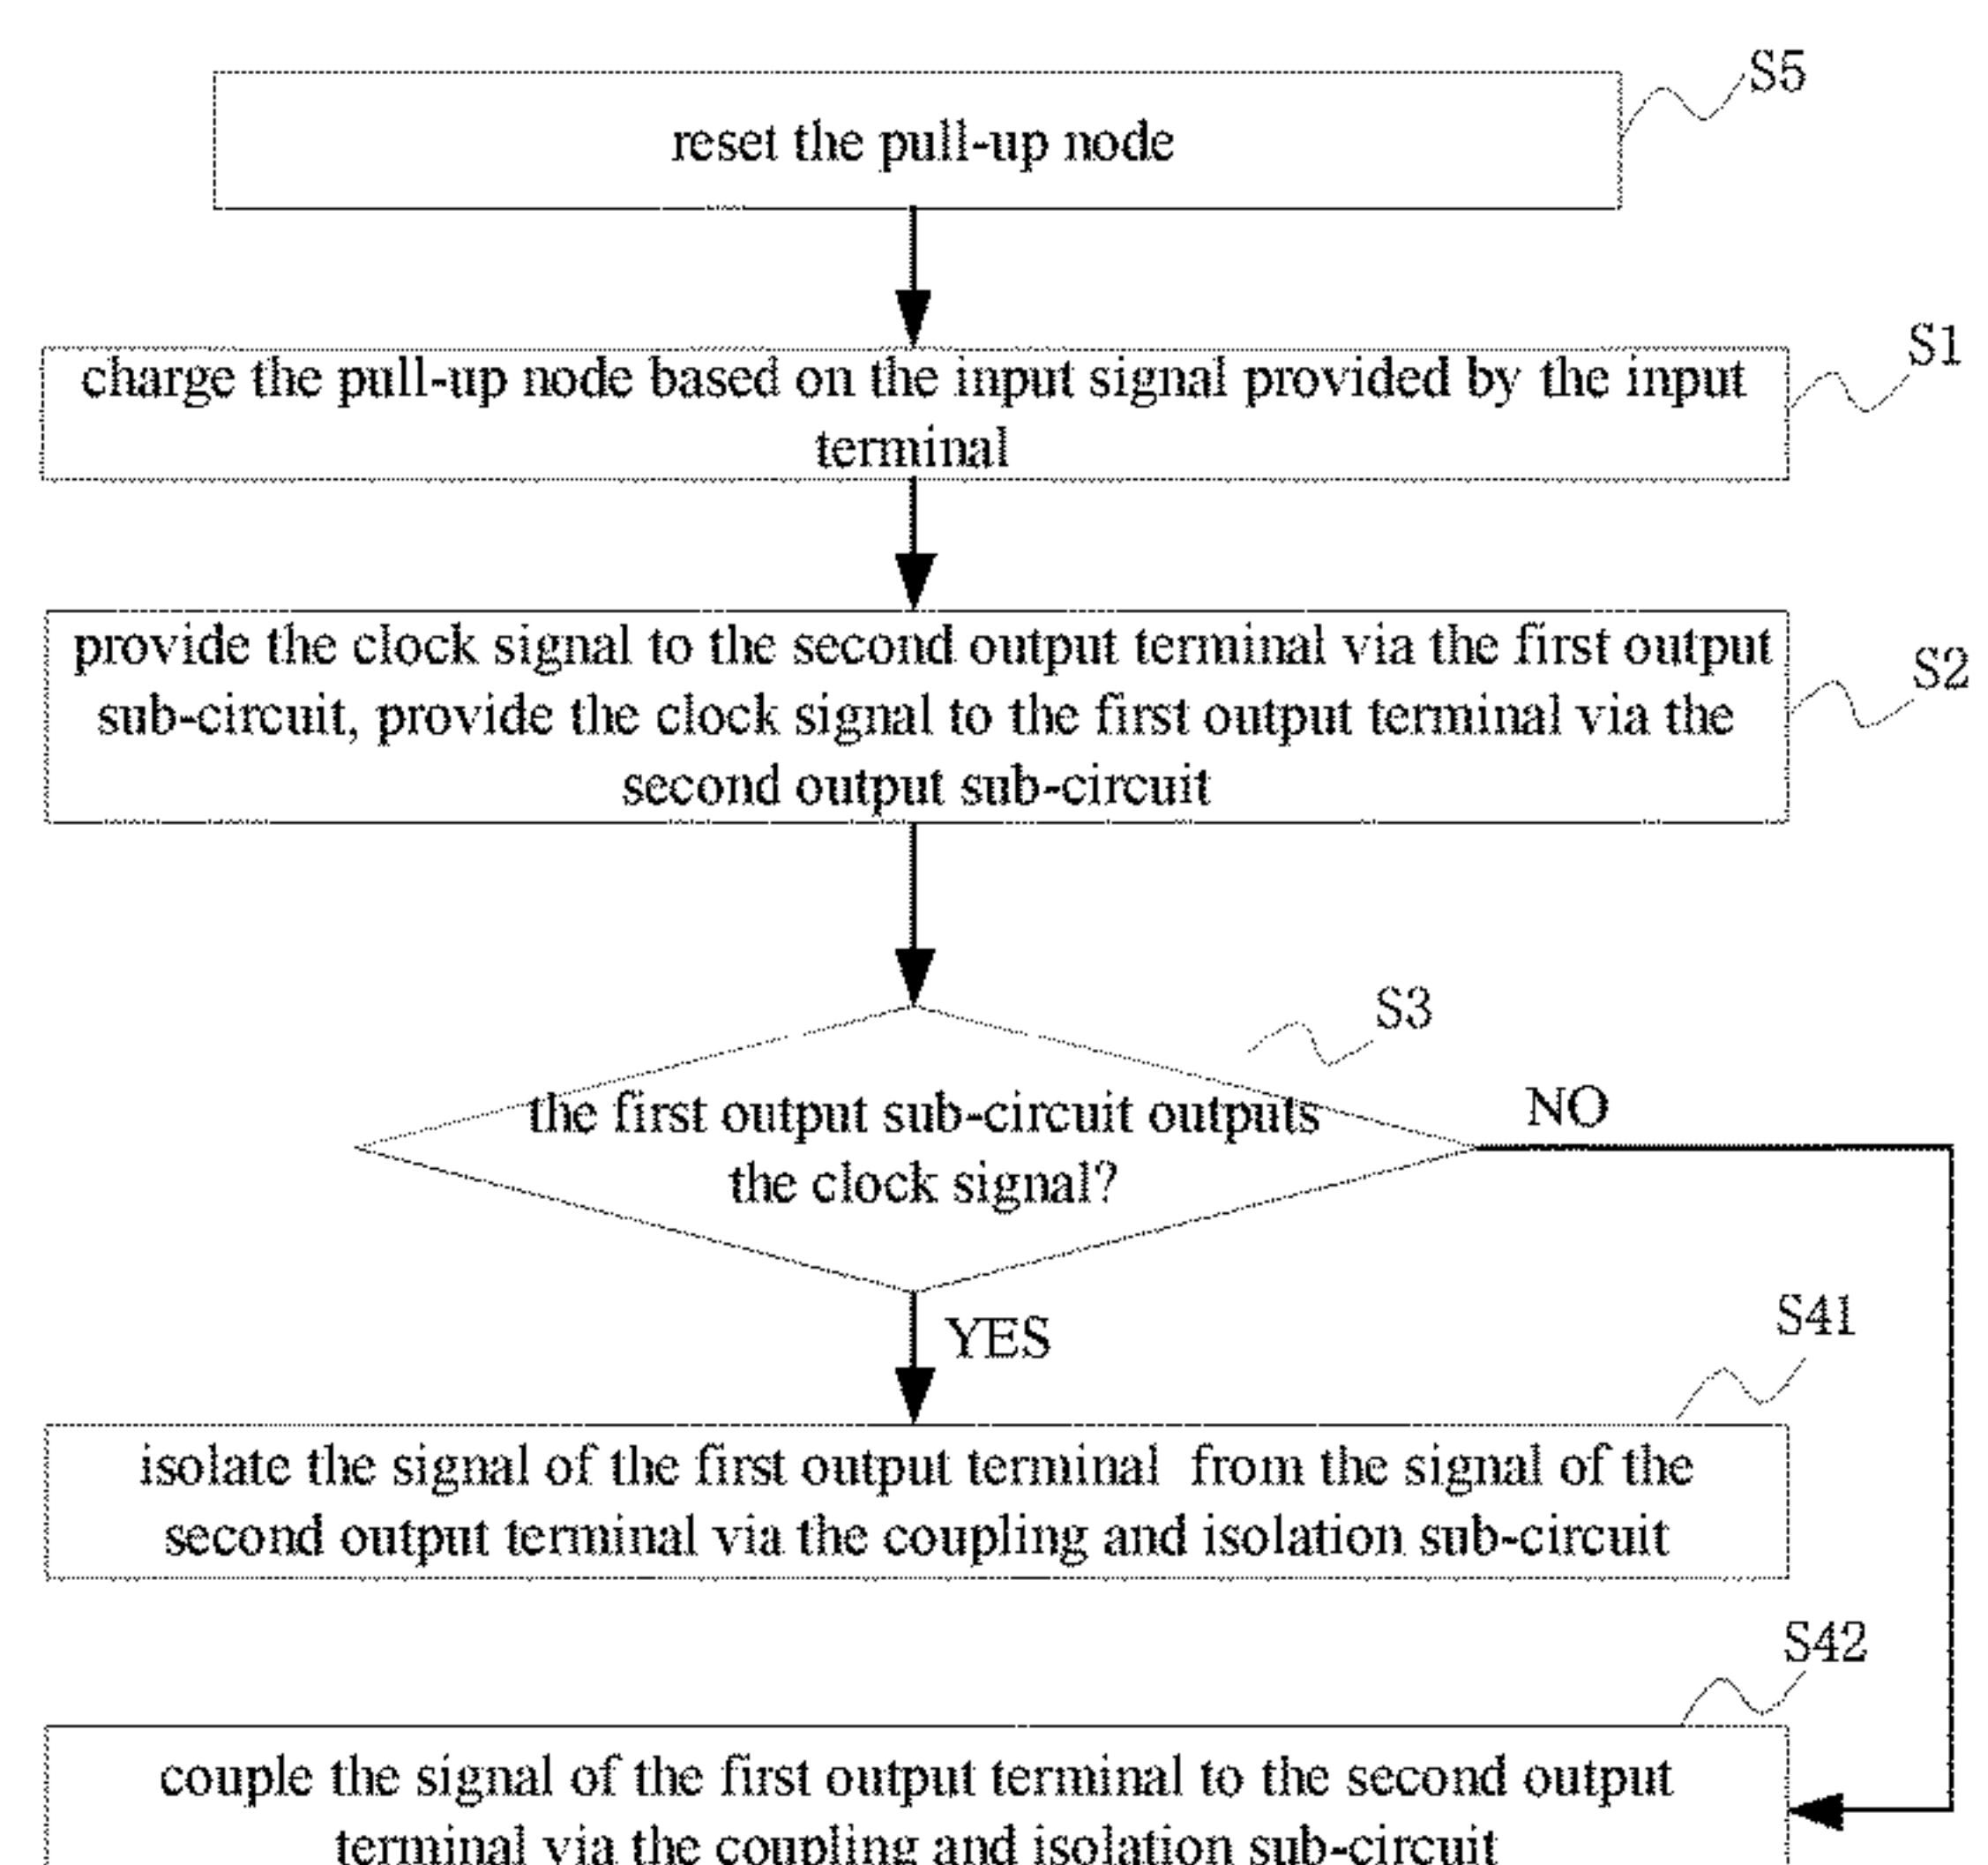 S5
reset the pull-up node
S1
charge the pull-up node based on the input signal provided by the input
terminal
S2
provide the clock signal to the second output terminal via the first output
sub-circuit, provide the clock signal to the first output terminal via the
second output sub-circuit
S3
the first output sub-circuit outputs
the clock signal?
NO
YES
S41
isolate the signal of the first output terminal from the signal of the
second output terminal via the coupling and isolation sub-circuit
S42
couple the signal of the first output terminal to the second output
terminal via the coupling and isolation sub-circuit